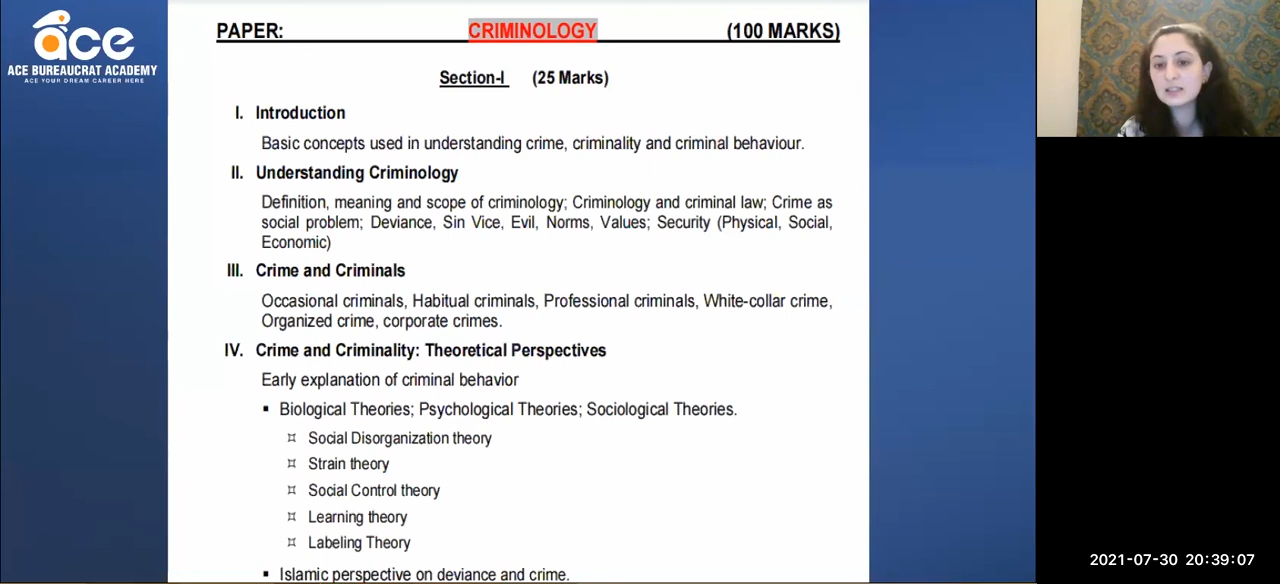 ace
ACE BUREAUCRAT ACADEMY
ACE YOUR DREAM CAREER HERE
PAPER: CRIMINOLOGY (100 MARKS)
Section-I (25 Marks)
I. Introduction
Basic concepts used in understanding crime, criminality and criminal behaviour.
II. Understanding Criminology
Definition, meaning and scope of criminology; Criminology and criminal law; Crime as
social problem; Deviance, Sin Vice, Evil, Norms, Values; Security (Physical, Social,
Economic)
III. Crime and Criminals
Occasional criminals, Habitual criminals, Professional criminals, White-collar crime,
Organized crime, corporate crimes.
IV. Crime and Criminality: Theoretical Perspectives
Early explanation of criminal behavior
▪ Biological Theories; Psychological Theories; Sociological Theories.
¤ Social Disorganization theory
¤ Strain theory
¤ Social Control theory
¤ Learning theory
¤ Labeling Theory
▪ Islamic perspective on deviance and crime.
2021-07-30 20:39:07